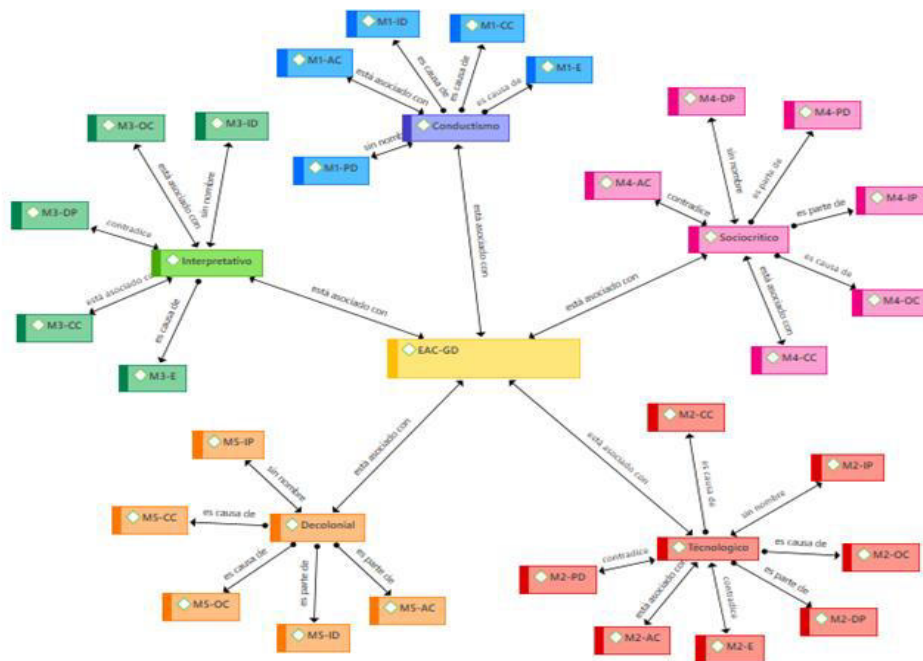 M1-ID
M1-CC
M1-AC
M1-E
está asociado con
es causa de
es causa de
es causa de
Conductismo
sin nombre
M1-PD
M3-OC
M3-ID
está asociado con
sin nombre
M3-DP
contradice
Interpretativo
está asociado con
M3-CC
es causa de
M3-E
M4-DP
M4-PD
sin nombre
es parte de
M4-AC
contradice
es parte de
M4-IP
Sociocritico
es causa de
M4-OC
está asociado con
M4-CC
está asociado con
está asociado con
está asociado con
EAC-GD
está asociado con
está asociado con
M5-IP
sin nombre
M5-CC
es causa de
Decolonial
es causa de
es parte de
es parte de
M5-OC
M5-ID
M5-AC
M2-CC
es causa de
M2-IP
sin nombre
Técnologico
es causa de
M2-OC
contradice
M2-PD
está asociado con
contradice
es parte de
M2-DP
M2-AC
M2-E